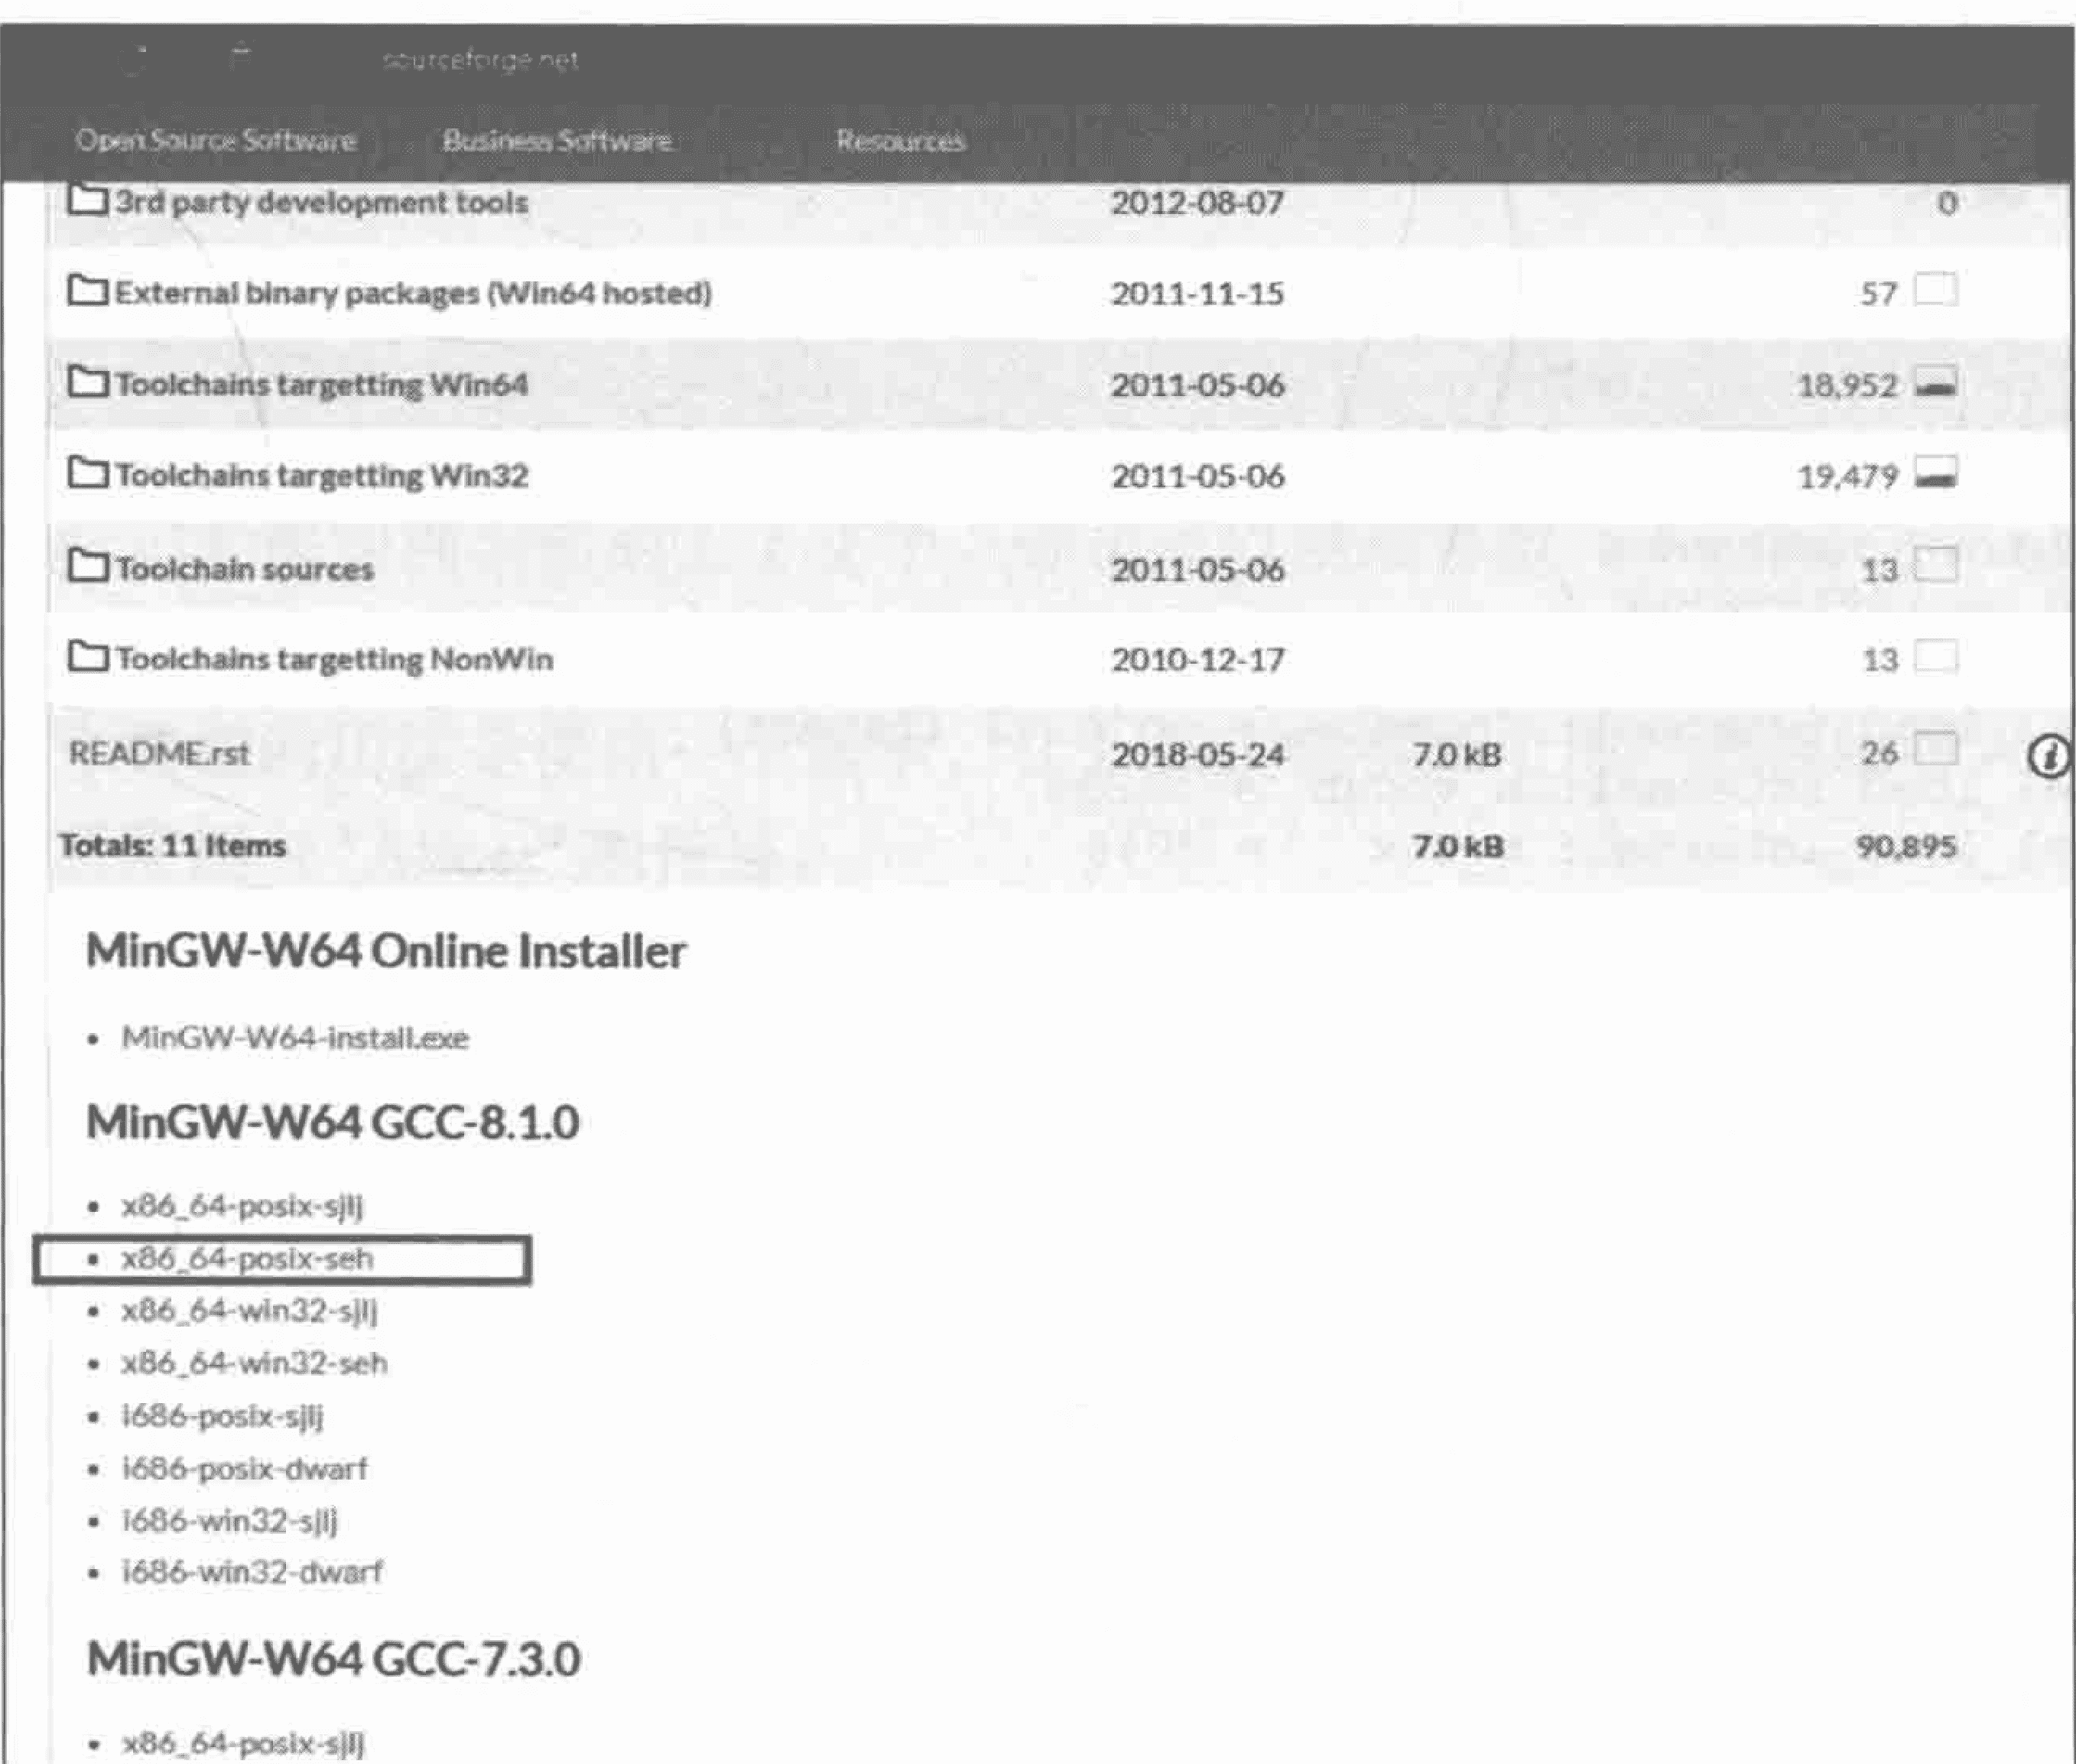 sourceforge.net
Open Source Software Business Software Resources
3rd party development tools 2012-08-07 0
External binary packages (Win64 hosted) 2011-11-15 57
Toolchains targetting Win64 2011-05-06 18,952
Toolchains targetting Win32 2011-05-06 19,479
Toolchain sources 2011-05-06 13
Toolchains targetting NonWin 2010-12-17 13
README.rst 2018-05-24 7.0 kB 26 i
Totals: 11 Items 7.0 kB 90,895
MinGW-W64 Online Installer
• MinGW-W64-install.exe
MinGW-W64 GCC-8.1.0
• x86_64-posix-sjlj
• x86_64-posix-seh
• x86_64-win32-sjlj
• x86_64-win32-seh
• i686-posix-sjlj
• i686-posix-dwarf
• i686-win32-sjlj
• i686-win32-dwarf
MinGW-W64 GCC-7.3.0
• x86_64-posix-sjlj